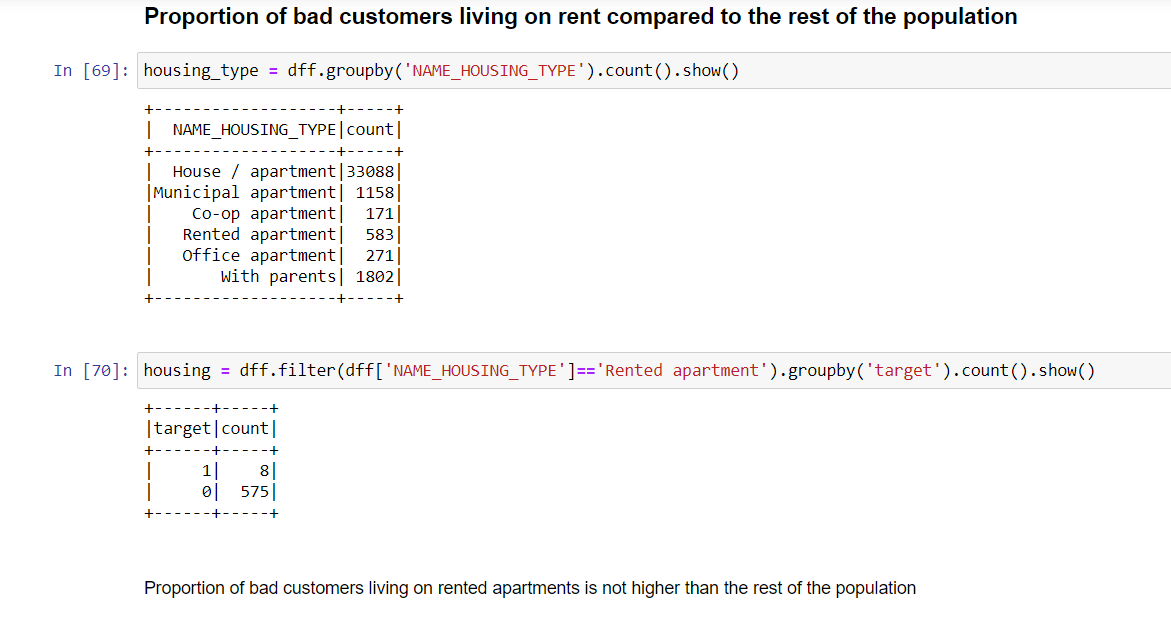 Proportion of bad customers living on rent compared to the rest of the population
In [69]: housing_type = dff.groupby('NAME_HOUSING_TYPE').count().show()
+-------------------+-----+
|  NAME_HOUSING_TYPE|count|
+-------------------+-----+
|  House / apartment|33088|
|Municipal apartment| 1158|
|    Co-op apartment|  171|
|   Rented apartment|  583|
|   Office apartment|  271|
|       With parents| 1802|
+-------------------+-----+
In [70]: housing = dff.filter(dff['NAME_HOUSING_TYPE']=='Rented apartment').groupby('target').count().show()
+------+-----+
|target|count|
+------+-----+
|     1|    8|
|     0|  575|
+------+-----+
Proportion of bad customers living on rented apartments is not higher than the rest of the population